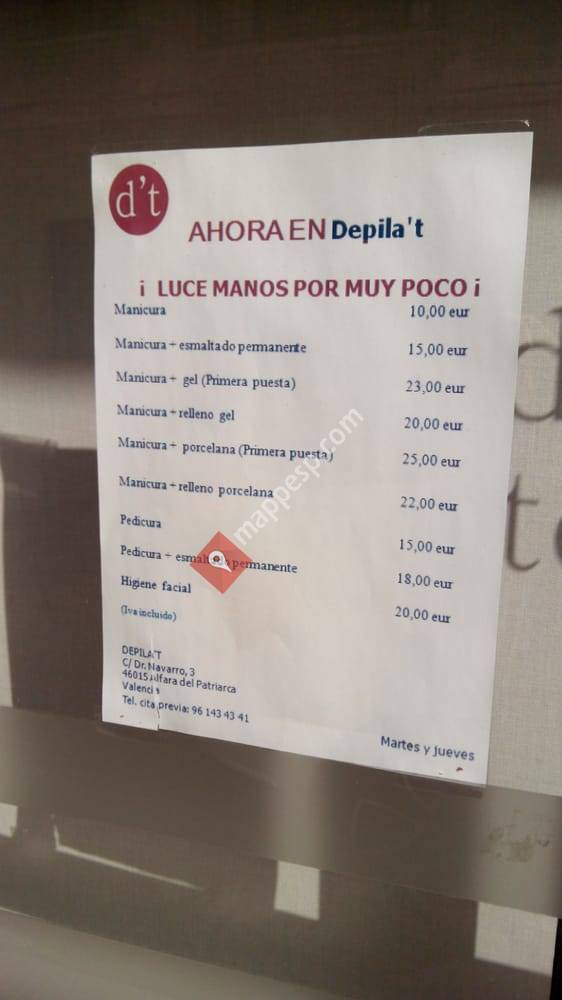 d't
AHORA EN Depila't
¡ LUCE MANOS POR MUY POCO ¡
Manicura 10,00 eur
Manicura + esmaltado permanente 15,00 eur
Manicura + gel (Primera puesta) 23,00 eur
Manicura + relleno gel 20,00 eur
Manicura + porcelana (Primera puesta) 25,00 eur
Manicura + relleno porcelana 22,00 eur
Pedicura 15,00 eur
Pedicura + esmaltado permanente 18,00 eur
Higiene facial 20,00 eur
(Iva incluido)
DEPILA'T
C/ Dr. Navarro, 3
46015 Alfara del Patriarca
Valencia
Tel. cita previa: 96 143 43 41
Martes y jueves
mappesp.com
d
t